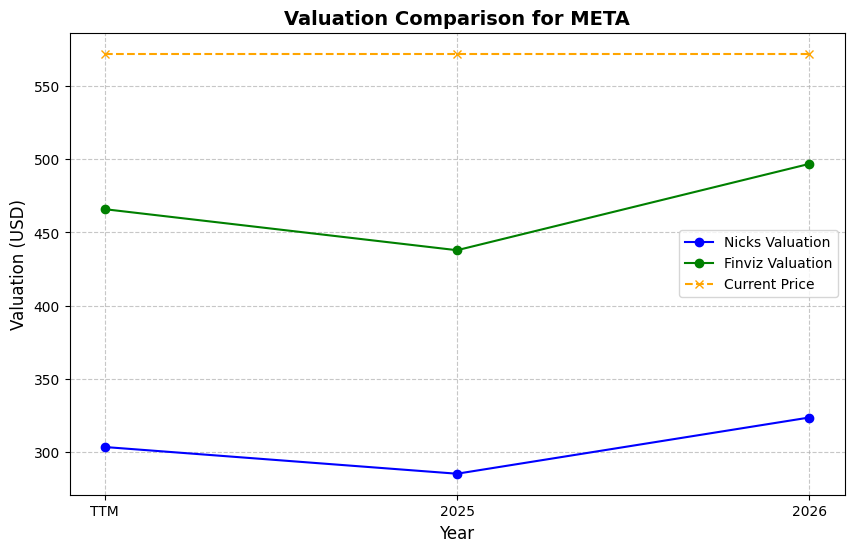 Valuation Comparison for META
Valuation (USD)
550
500
450
400
350
300
Nicks Valuation
Finviz Valuation
Current Price
TTM 2025 2026
Year